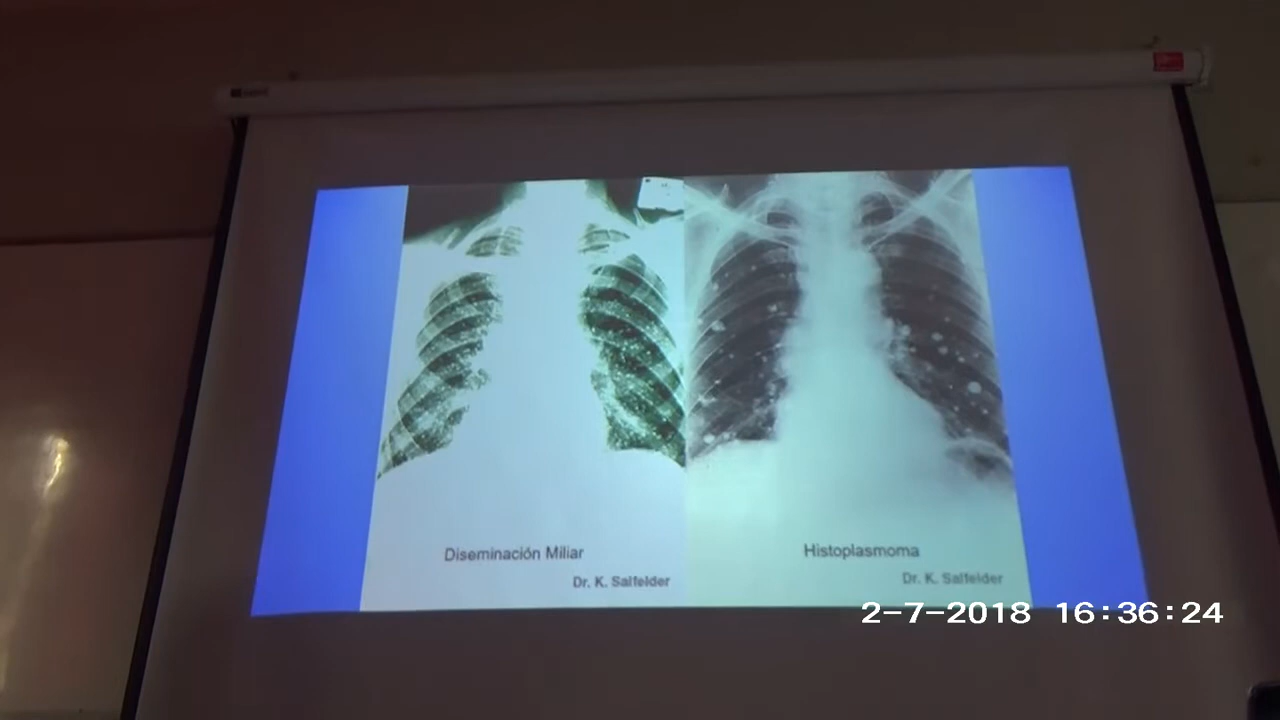 Diseminación Miliar
Dr. K. Salfelder
Histoplasmoma
Dr. K. Salfelder
2-7-2018 16:36:24